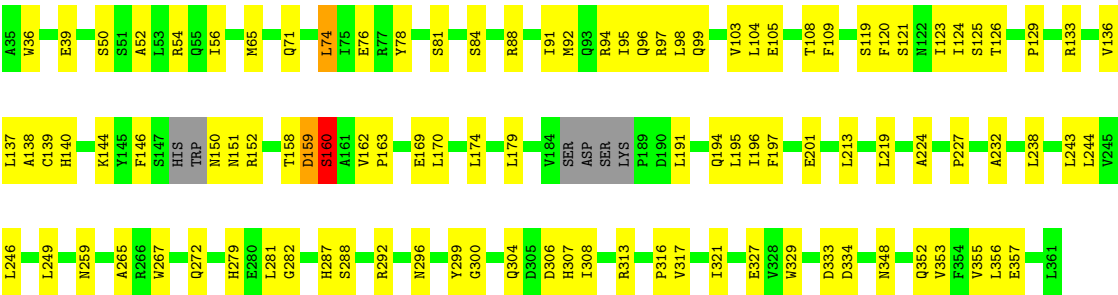 A35 W36 E39 S50 S51 A52 L53 R54 Q55 I56 M65 Q71 L74 I75 E76 R77 Y78 S81 S84 R88 I91 M92 Q93 R94 I95 Q96 R97 L98 Q99 V103 L104 E105 T108 F109 S119 F120 S121 N122 I123 I124 S125 T126 P129 R133 V136
L137 A138 C139 H140 K144 Y145 F146 S147 HIS TRP N150 N151 R152 T158 D159 S160 A161 V162 P163 E169 L170 L174 L179 V184 SER ASP SER LYS P189 D190 L191 Q194 L195 I196 F197 E201 L213 L219 A224 P227 A232 L238 L243 L244 V245
L246 L249 N259 A265 R266 W267 Q272 H279 E280 L281 G282 H287 S288 R292 N296 Y299 G300 Q304 D305 D306 H307 I308 R313 P316 V317 I321 E327 V328 W329 D333 D334 N348 Q352 V353 F354 V355 L356 E357 L361